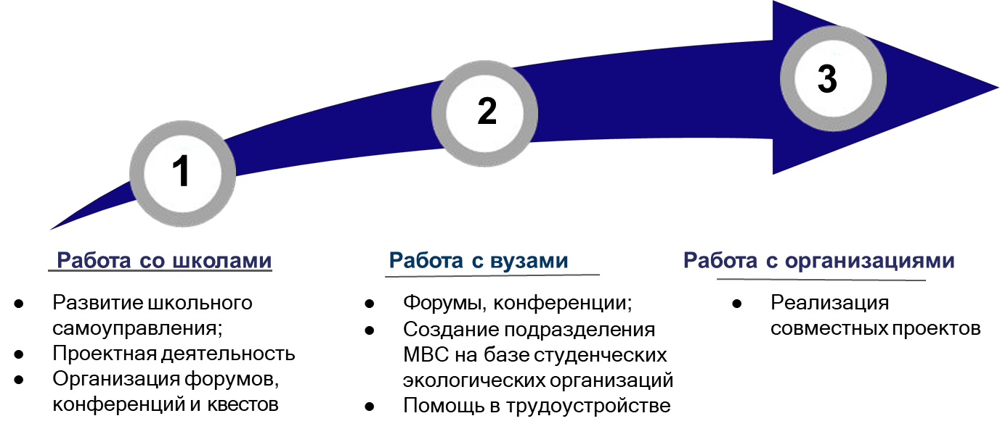 1
2
3
Работа со школами
● Развитие школьного
самоуправления;
● Проектная деятельность
● Организация форумов,
конференций и квестов
Работа с вузами
● Форумы, конференции;
● Создание подразделения
МВС на базе студенческих
экологических организаций
● Помощь в трудоустройстве
Работа с организациями
● Реализация
совместных проектов